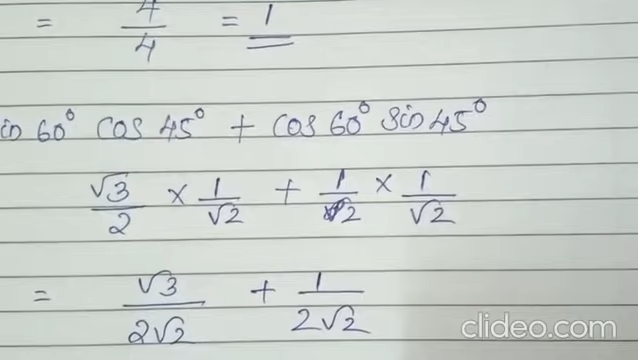 = 4/4 = 1
in 60° cos 45° + cos 60° sin 45°
√3/2 × 1/√2 + 1/2 × 1/√2
= √3/2√2 + 1/2√2
clideo.com